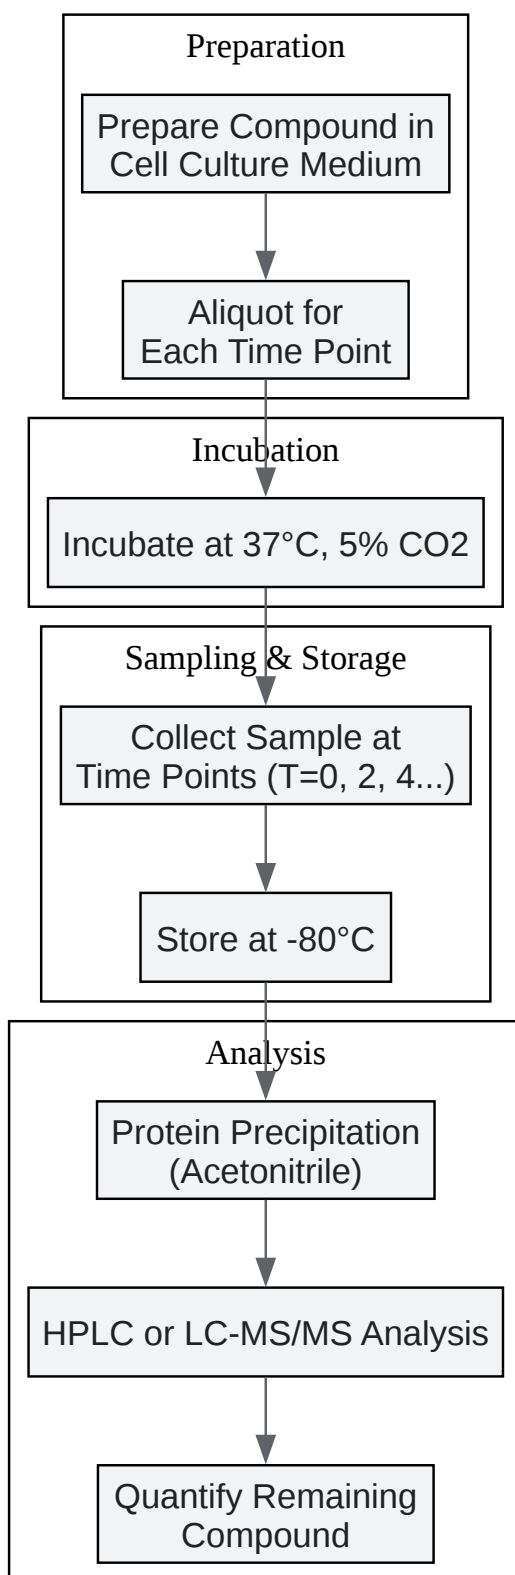 Preparation
Prepare Compound in
Cell Culture Medium
Aliquot for
Each Time Point
Incubation
Incubate at 37°C, 5% CO2
Sampling & Storage
Collect Sample at
Time Points (T=0, 2, 4...)
Store at -80°C
Analysis
Protein Precipitation
(Acetonitrile)
HPLC or LC-MS/MS Analysis
Quantify Remaining
Compound